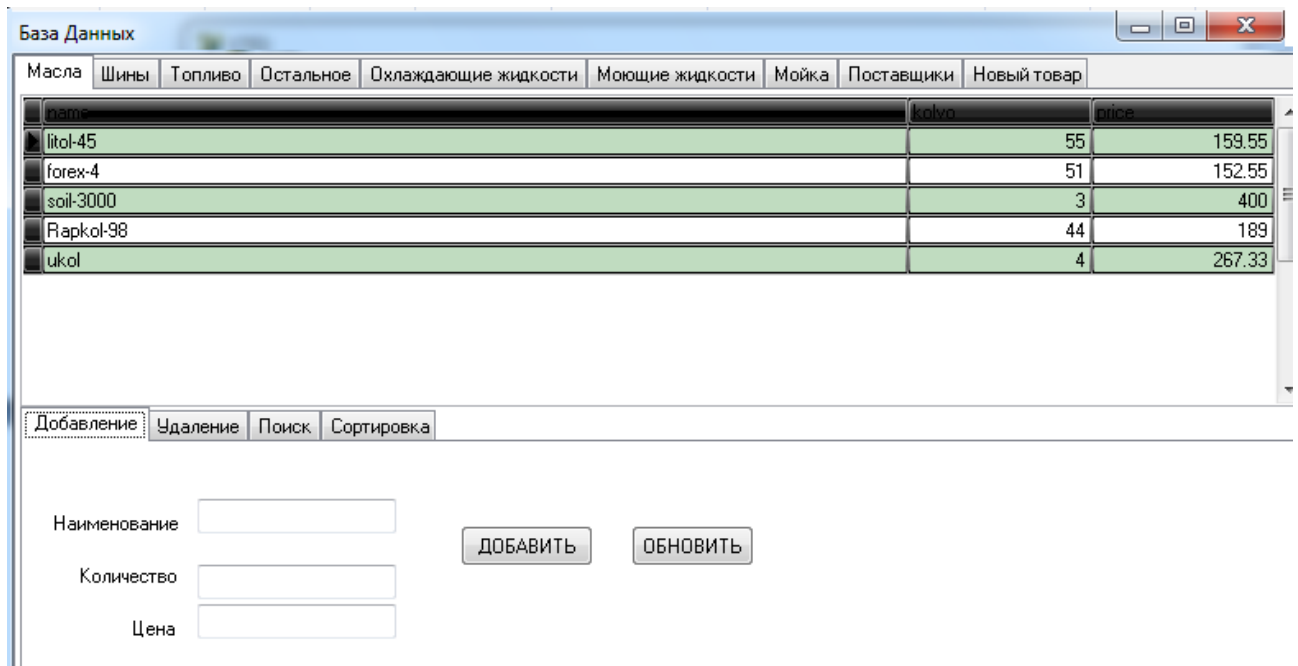 База Данных
Масла Шины Топливо Остальное Охлаждающие жидкости Моющие жидкости Мойка Поставщики Новый товар
name kolvo price
litol-45 55 159.55
forex-4 51 152.55
soil-3000 3 400
Rapkol-98 44 189
ukol 4 267.33
Добавление Удаление Поиск Сортировка
Наименование
ДОБАВИТЬ ОБНОВИТЬ
Количество
Цена